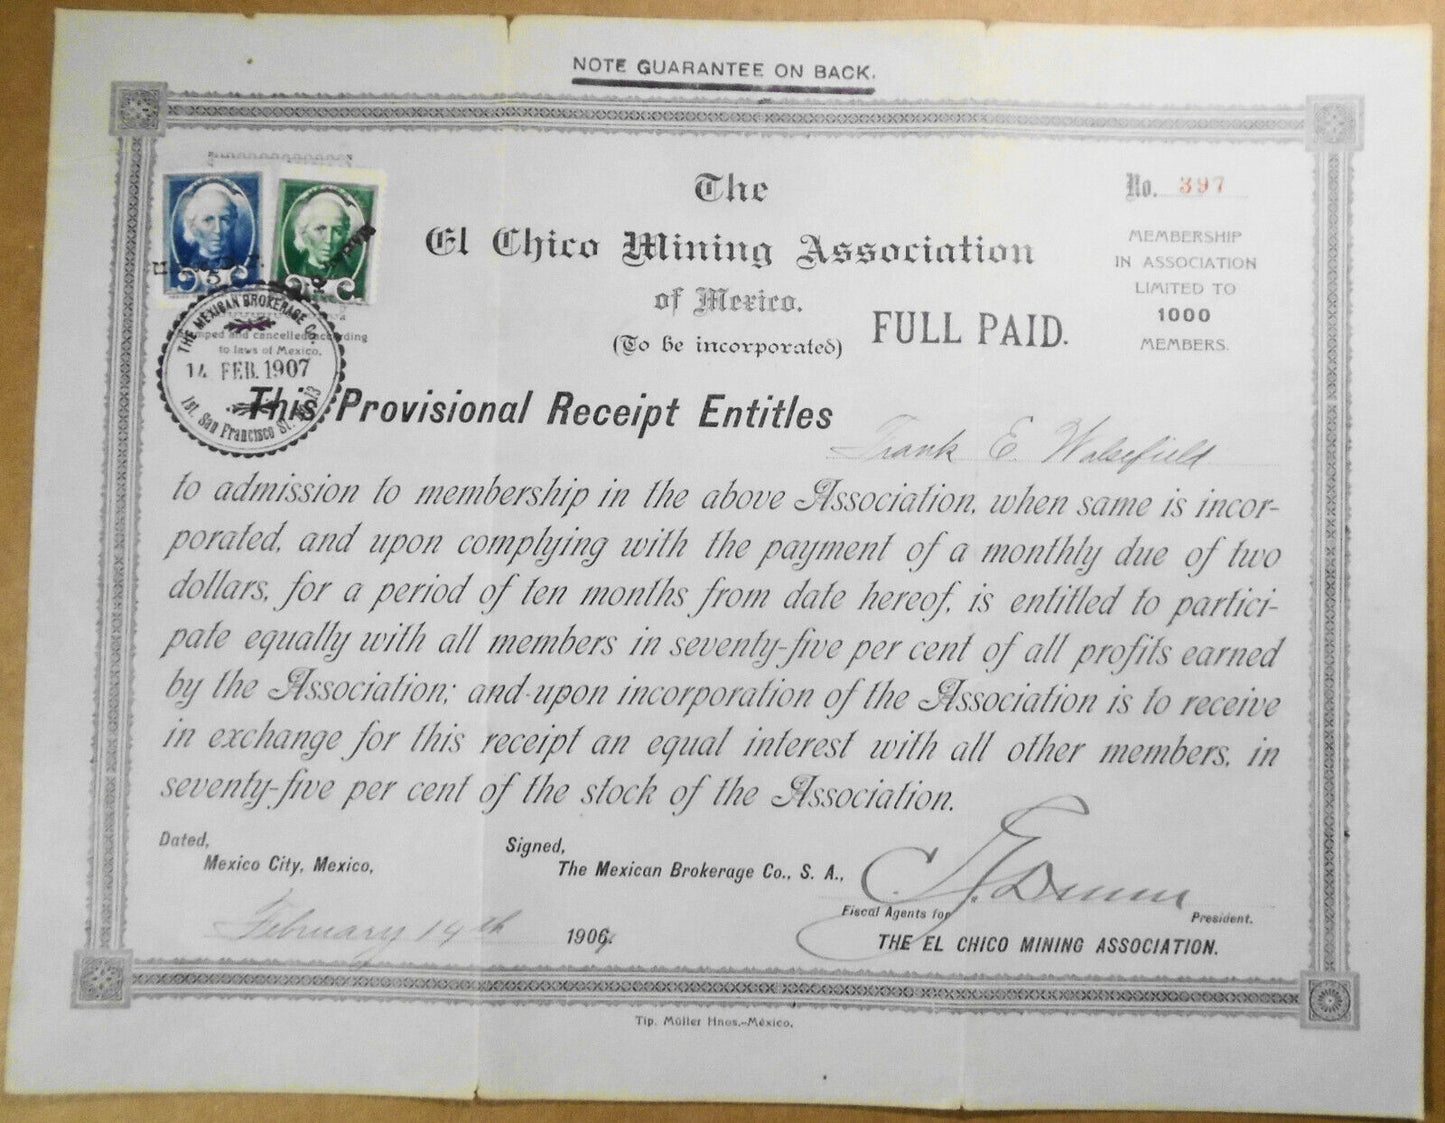 NOTE GUARANTEE ON BACK.
The
El Chico Mining Association
of Mexico.
(To be incorporated)
FULL PAID.
No. 397
MEMBERSHIP
IN ASSOCIATION
LIMITED TO
1000
MEMBERS.
5
2
Stamped and cancelled according
to laws of Mexico.
THE MEXICAN BROKERAGE Co.
14 FEB. 1907
1st. San Francisco St. 13
This Provisional Receipt Entitles
Frank E.
to admission to membership in the above Association, when same is incor-
porated, and upon complying with the payment of a monthly due of two
dollars, for a period of ten months from date hereof, is entitled to partici-
pate equally with all members in seventy-five per cent of all profits earned
by the Association; and upon incorporation of the Association is to receive
in exchange for this receipt an equal interest with all other members, in
seventy-five per cent of the stock of the Association.
Dated,
Mexico City, Mexico,
February 14th 1907.
Signed,
The Mexican Brokerage Co., S. A.,
Fiscal Agents for
President.
THE EL CHICO MINING ASSOCIATION.
Tip. Müller Hnos.-México.